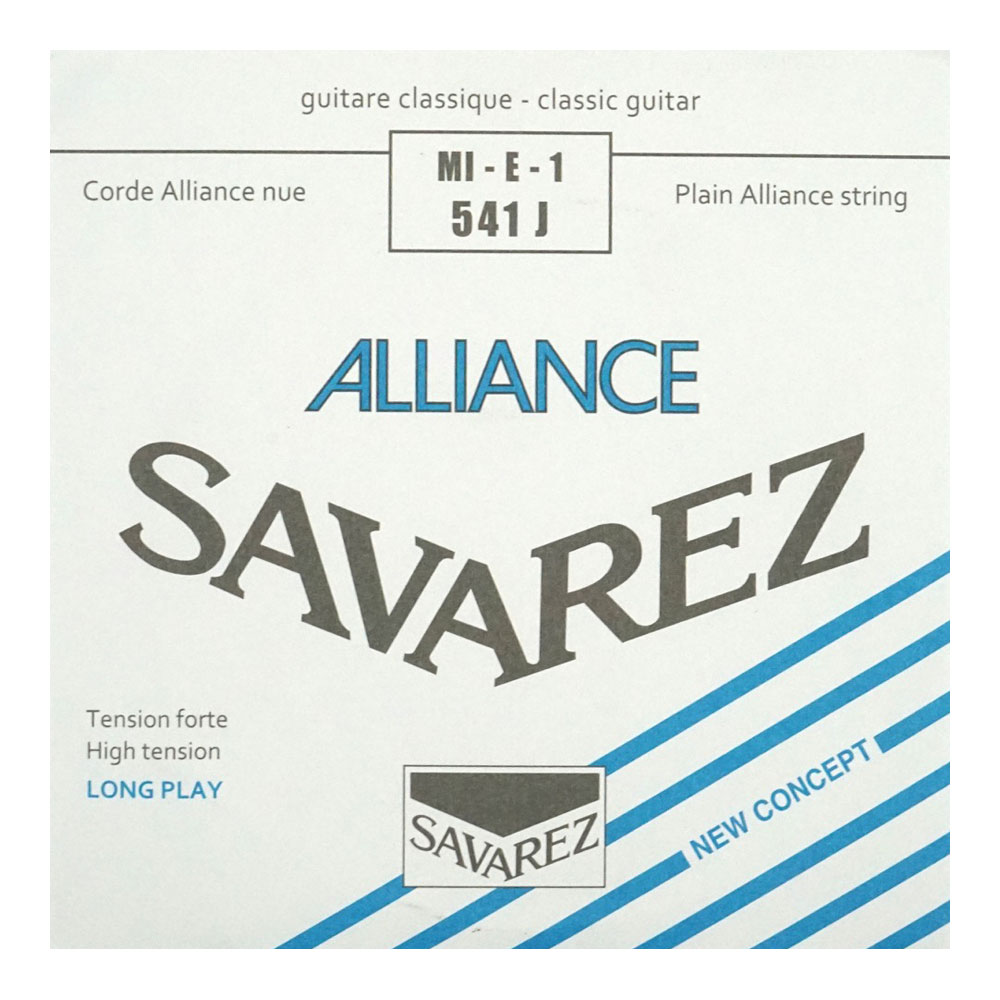 guitare classique - classic guitar
MI - E - 1
541 J
Corde Alliance nue
Plain Alliance string
ALLIANCE
SAVAREZ
Tension forte
High tension
LONG PLAY
NEW CONCEPT
SAVAREZ